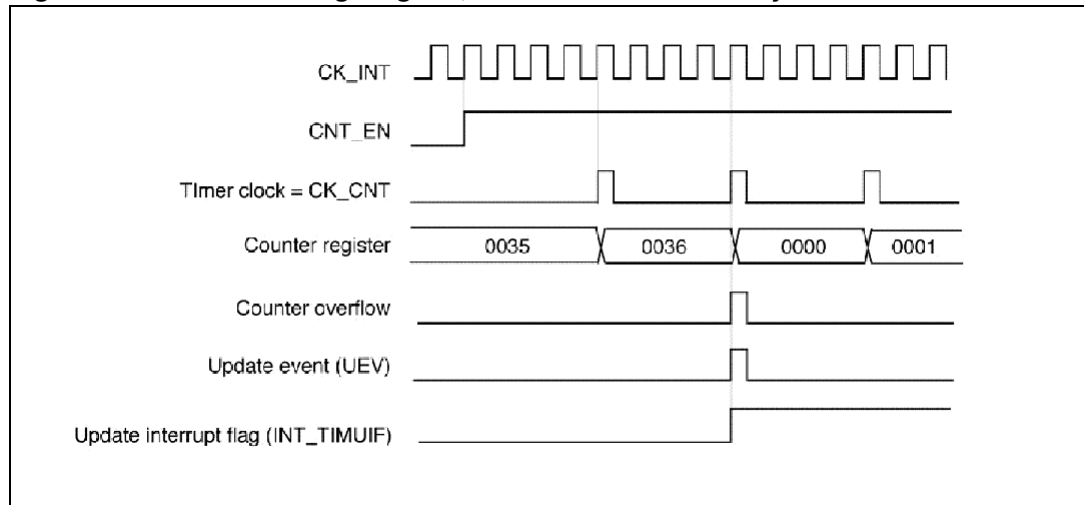 CK_INT
CNT_EN
TImer clock = CK_CNT
Counter register 0035 0036 0000 0001
Counter overflow
Update event (UEV)
Update interrupt flag (INT_TIMUIF)